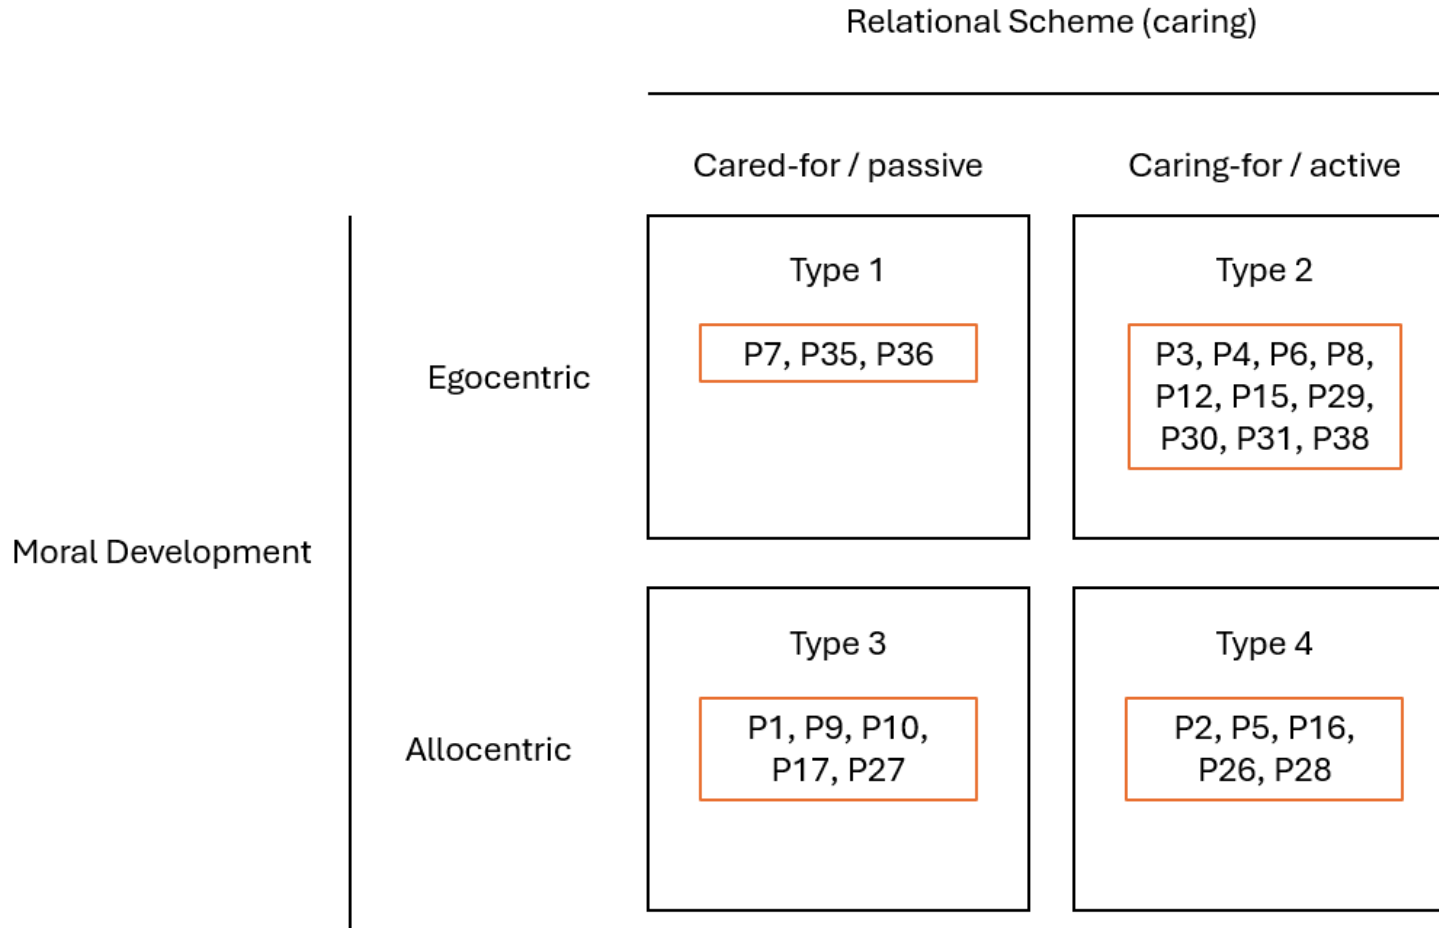 Relational Scheme (caring)
Cared-for / passive
Caring-for / active
Type 1
Type 2
P7, P35, P36
P3, P4, P6, P8,
P12, P15, P29,
P30, P31, P38
Egocentric
Moral Development
Type 3
Type 4
P1, P9, P10,
P17, P27
P2, P5, P16,
P26, P28
Allocentric